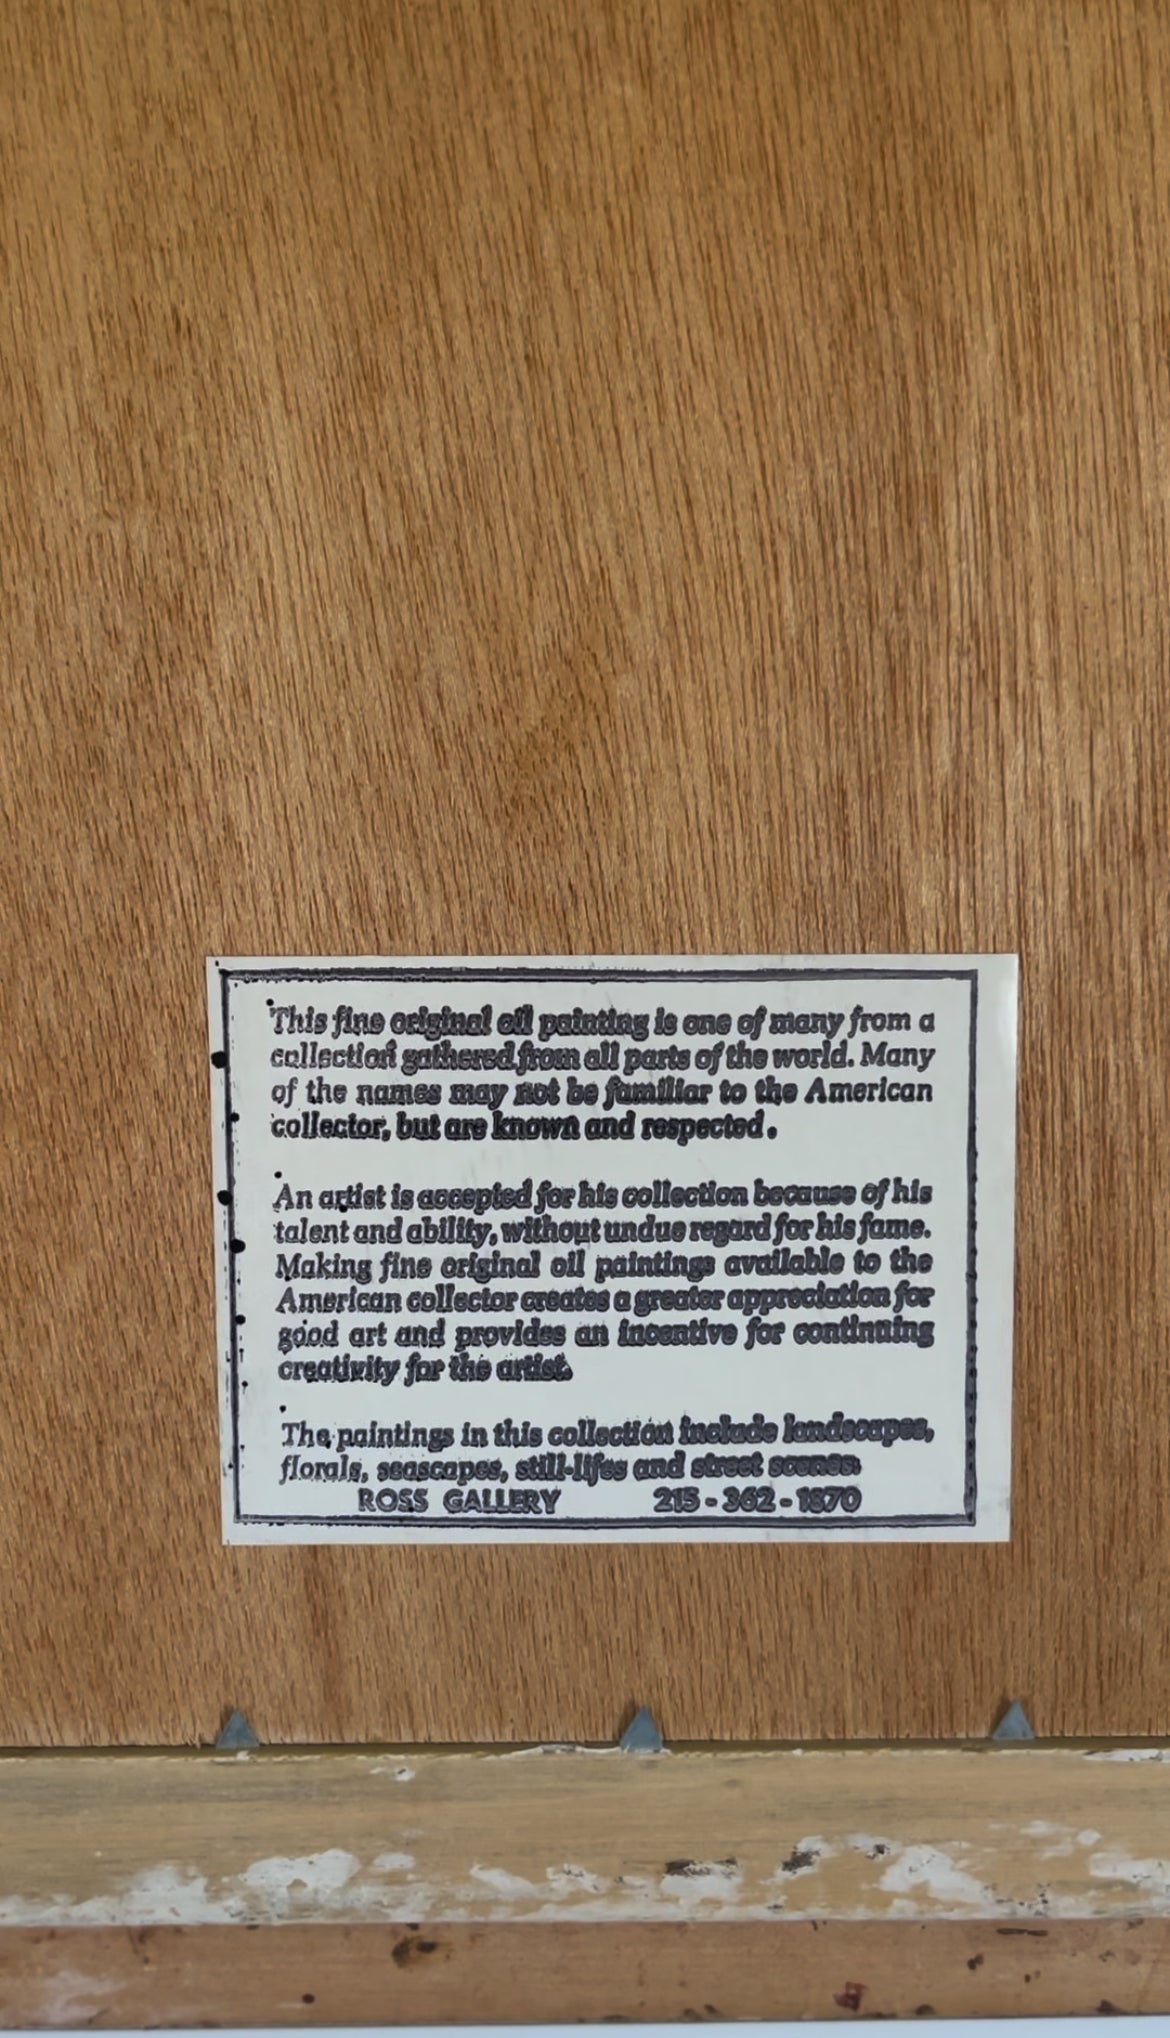 This fine original oil painting is one of many from a
collection gathered from all parts of the world. Many
of the names may not be familiar to the American
collector, but are known and respected.
An artist is accepted for his collection because of his
talent and ability, without undue regard for his fame.
Making fine original oil paintings available to the
American collector creates a greater appreciation for
good art and provides an incentive for continuing
creativity for the artist.
The paintings in this collection include landscapes,
florals, seascapes, still-lifes and street scenes.
ROSS GALLERY 215-362-1870